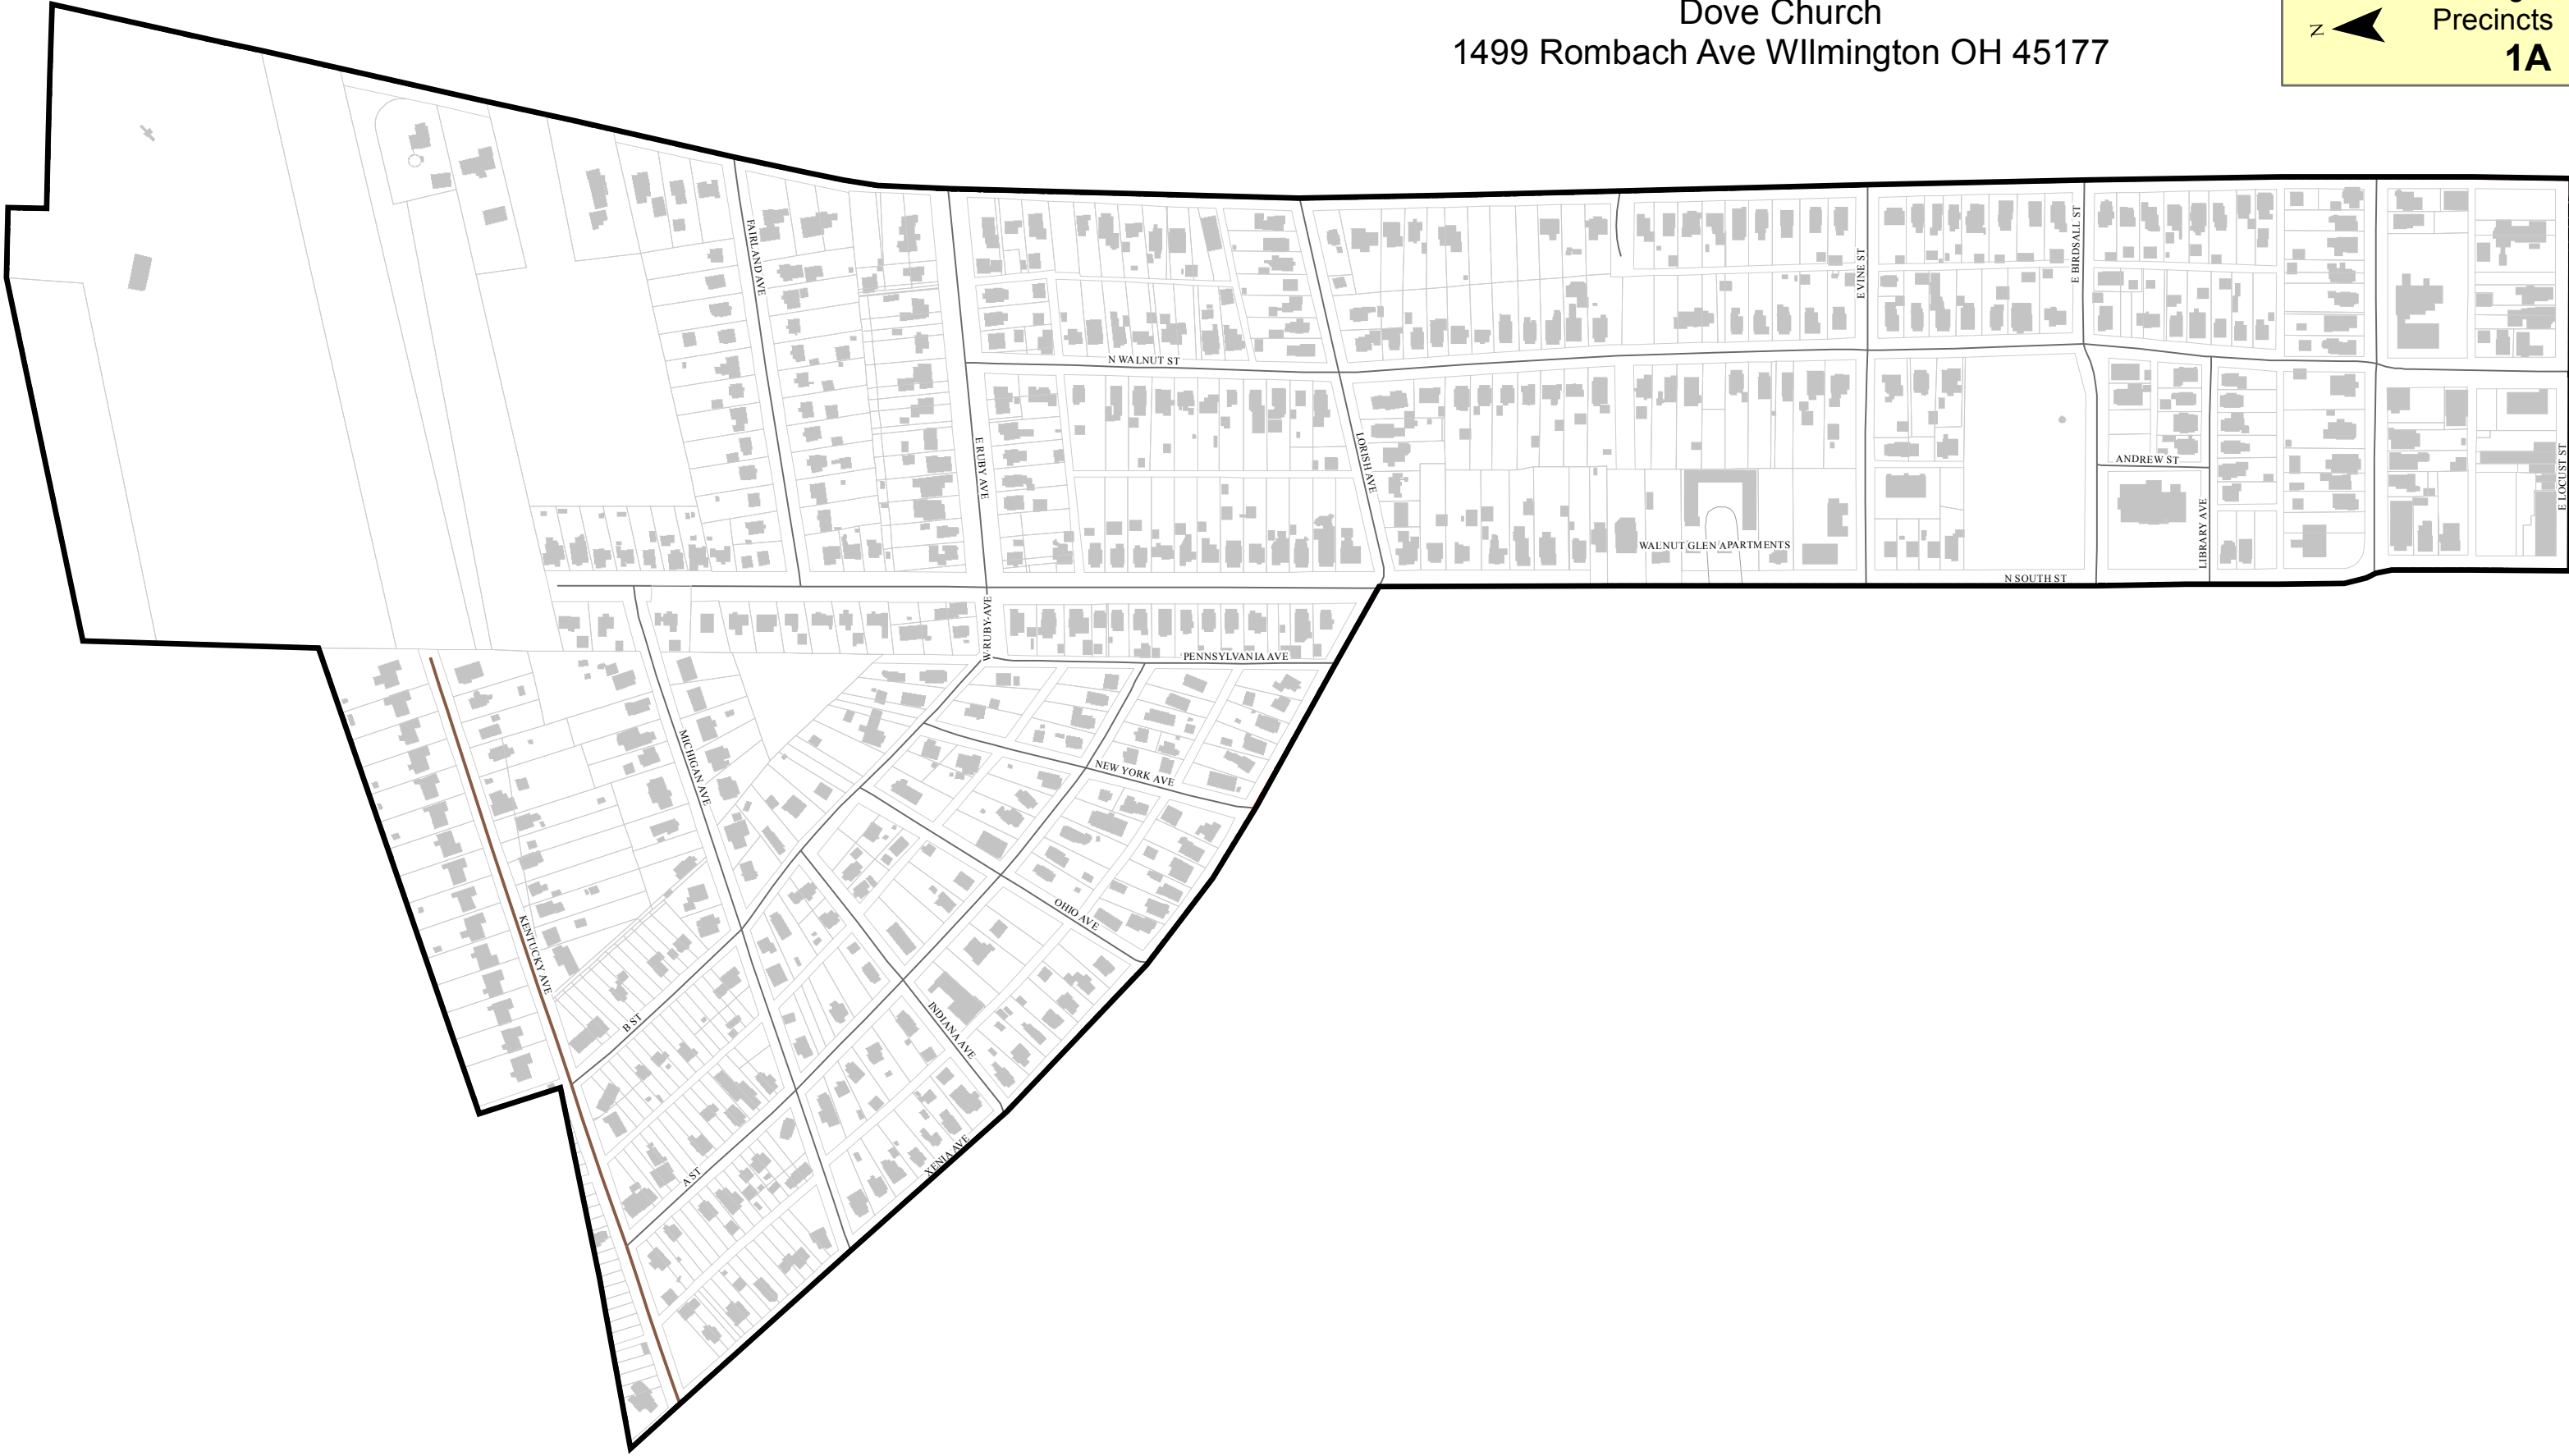 Dove Church
1499 Rombach Ave WIlmington OH 45177
Precincts
1A
N
FAIRLAND AVE
E RUBY AVE
N WALNUT ST
LORISH AVE
E VINE ST
E BIRDSALL ST
ANDREW ST
LIBRARY AVE
E LOCUST ST
WALNUT GLEN APARTMENTS
N SOUTH ST
W RUBY AVE
PENNSYLVANIA AVE
MICHIGAN AVE
NEW YORK AVE
OHIO AVE
KENTUCKY AVE
B ST
INDIANA AVE
A ST
XENIA AVE